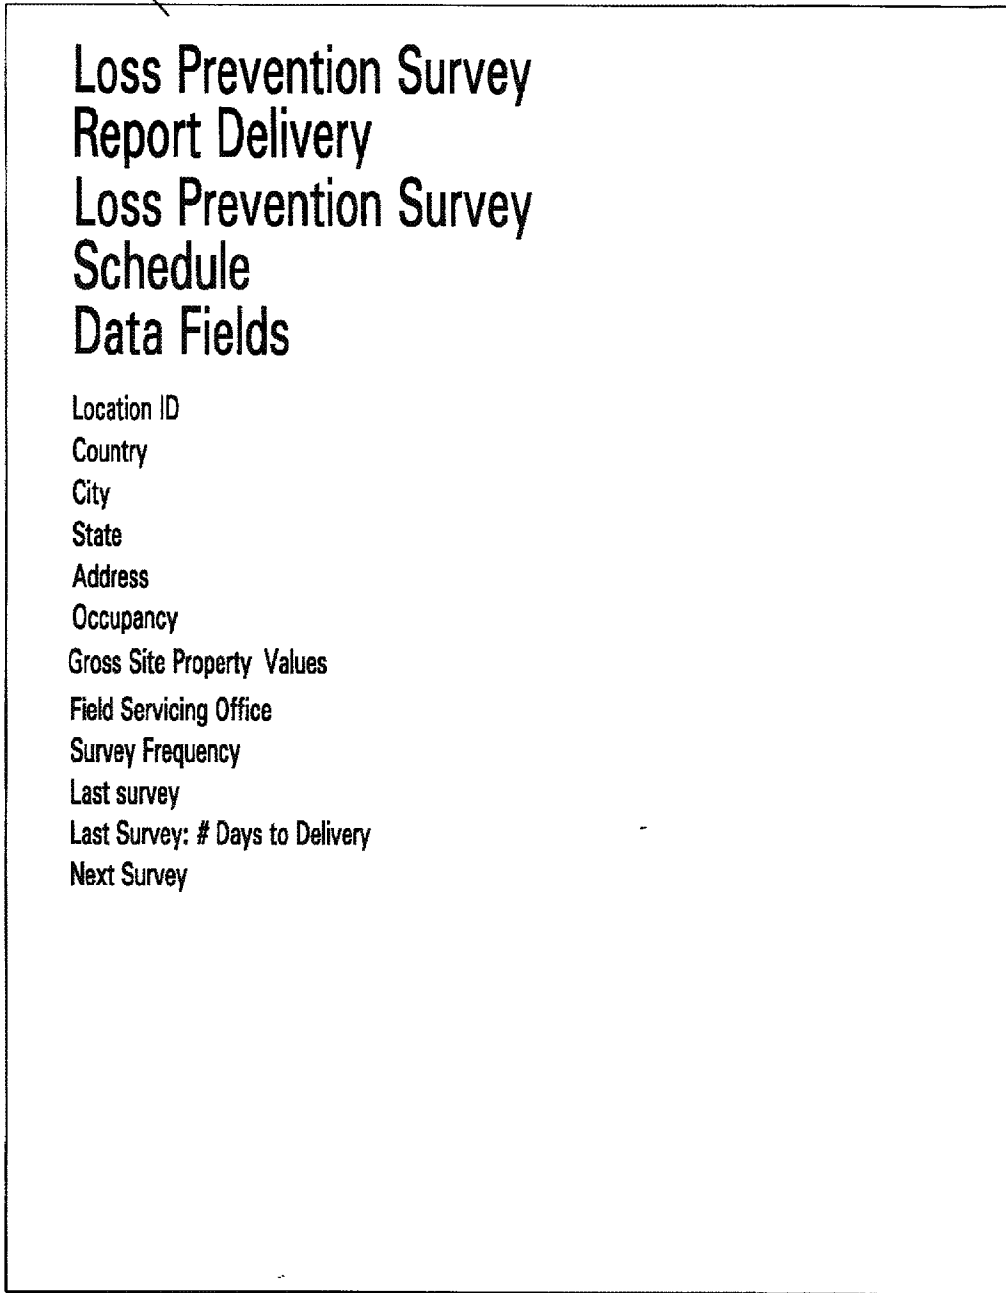 Loss Prevention Survey
Report Delivery
Loss Prevention Survey
Schedule
Data Fields
Location ID
Country
City
State
Address
Occupancy
Gross Site Property Values
Field Servicing Office
Survey Frequency
Last survey
Last Survey: # Days to Delivery
Next Survey